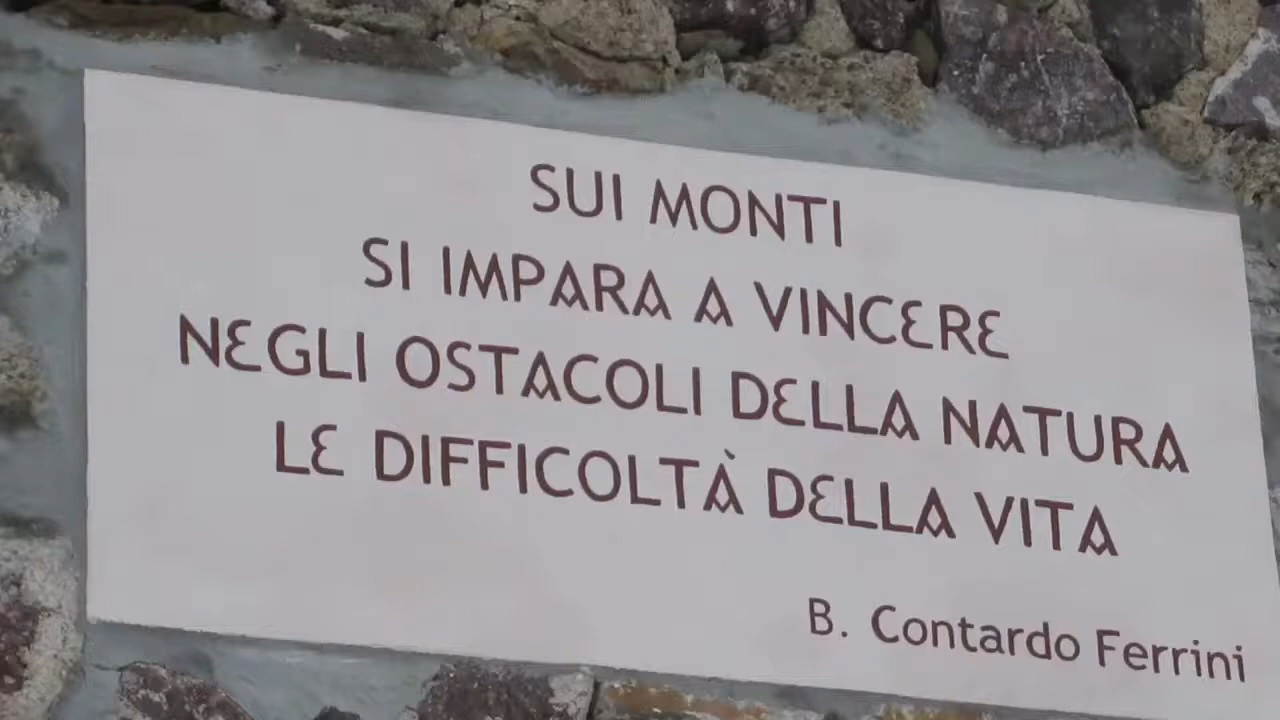 SUI MONTI
SI IMPARA A VINCERE
NEGLI OSTACOLI DELLA NATURA
LE DIFFICOLTÀ DELLA VITA
B. Contardo Ferrini